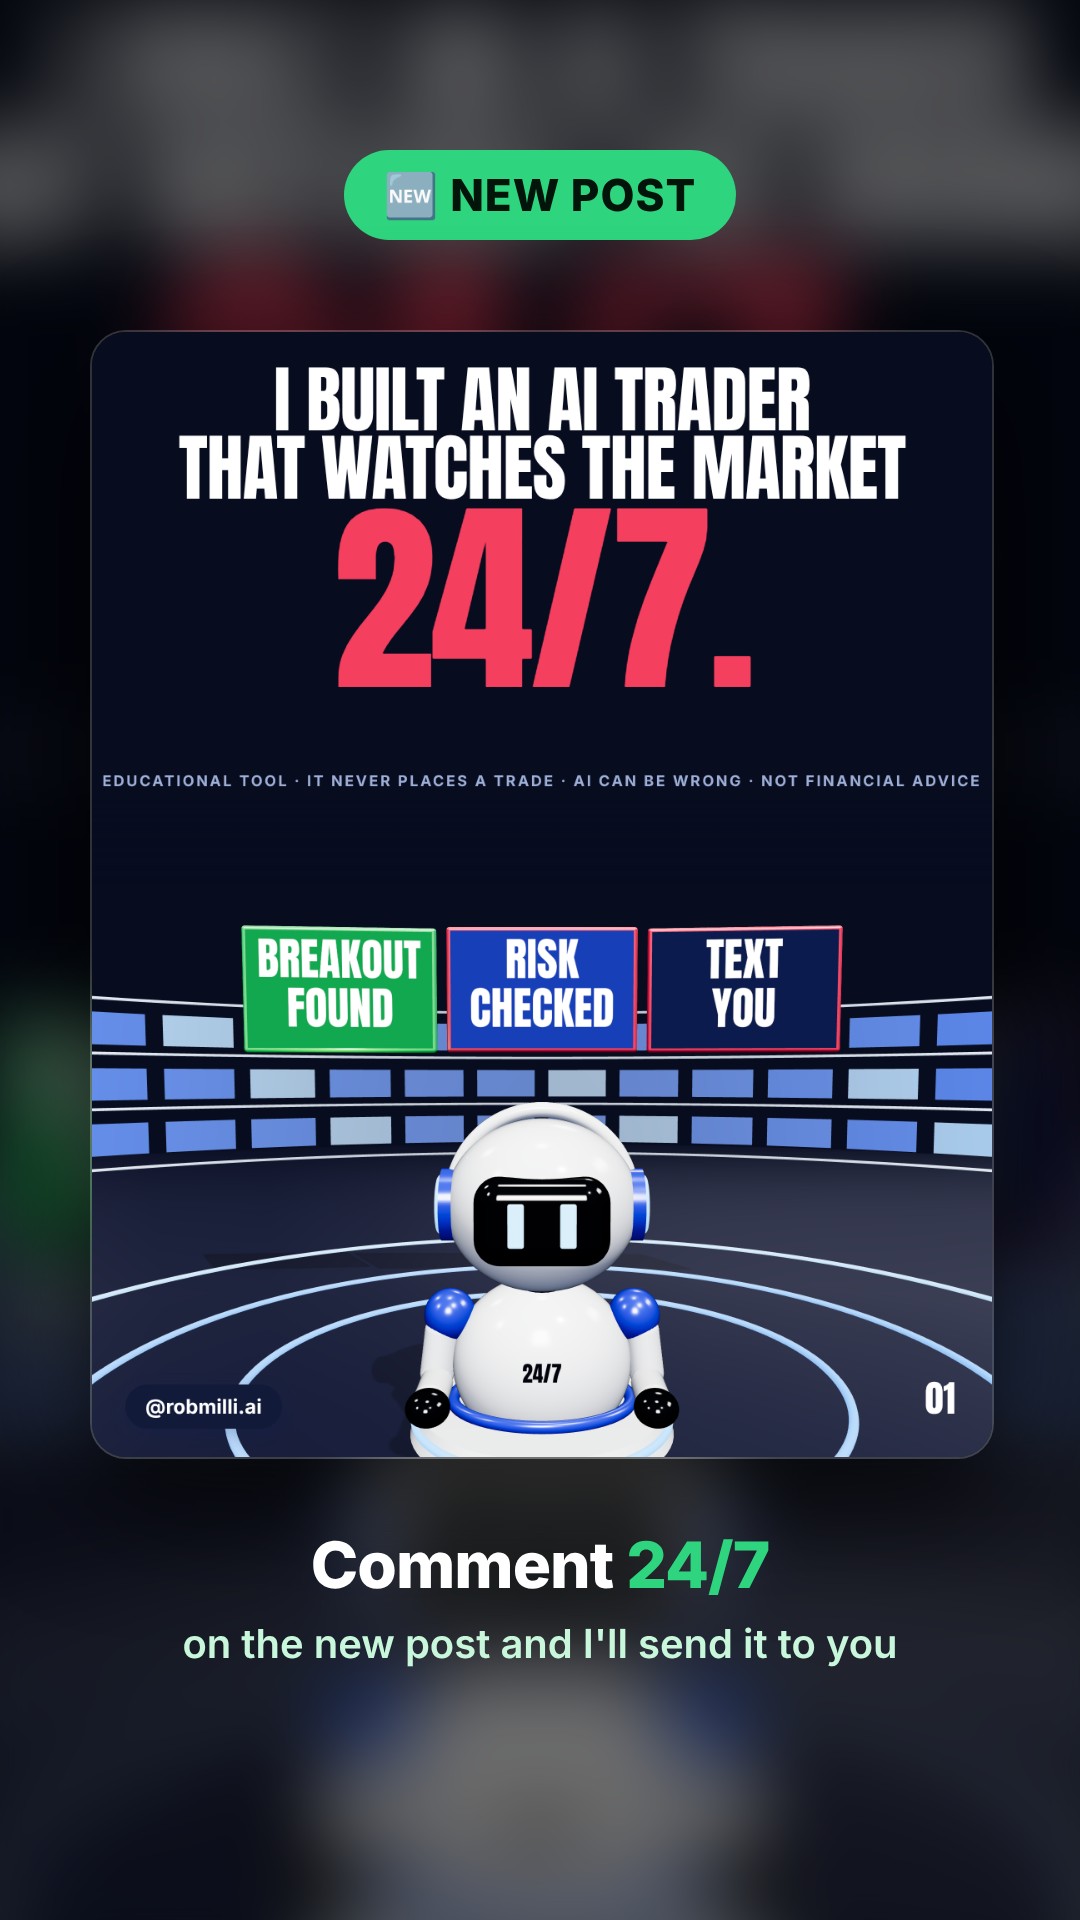 🆕 NEW POST
I BUILT AN AI TRADER
THAT WATCHES THE MARKET
24/7.
EDUCATIONAL TOOL · IT NEVER PLACES A TRADE · AI CAN BE WRONG · NOT FINANCIAL ADVICE
BREAKOUT
FOUND
RISK
CHECKED
TEXT
YOU
24/7
@robmilli.ai
01
Comment 24/7
on the new post and I'll send it to you